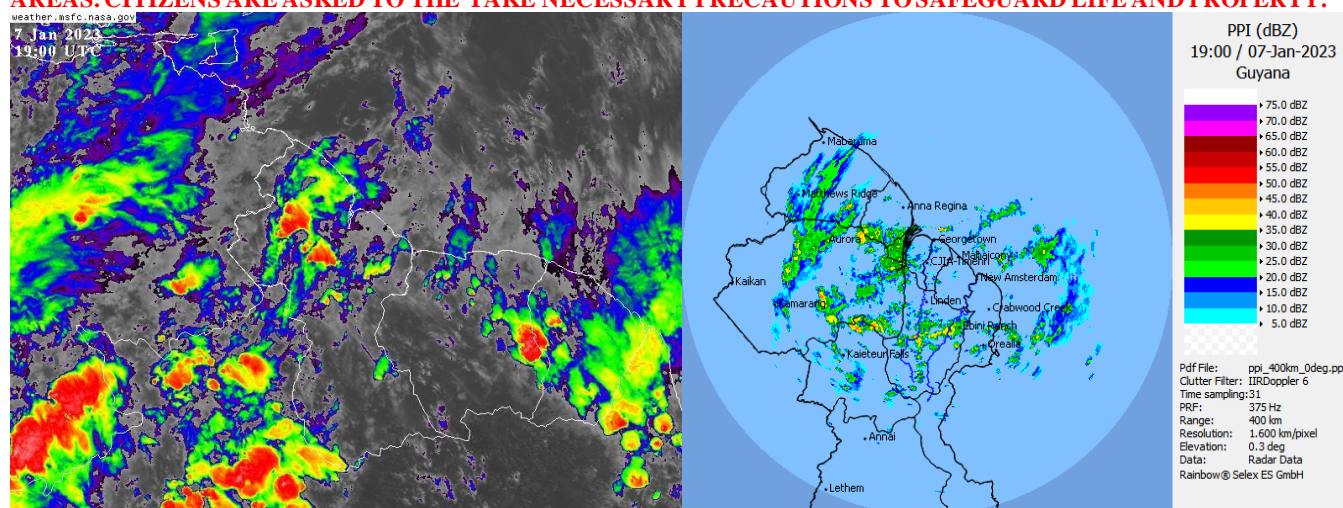 AREAS. CITIZENS ARE ASKED TO THE TAKE NECESSARY PRECAUTIONS TO SAFEGUARD LIFE AND PROPERTY.
weather.msfc.nasa.gov
7 Jan 2023
19:00 UTC
Mabaruma
Matthews Ridge
Anna Regina
Aurora
Georgetown
Mahaicony
CJIA-Timehri
Kaikan
New Amsterdam
Kamarang
Linden
Crabwood Creek
Ebini Ranch
Orealla
Kaieteur Falls
Annai
Lethem
PPI (dBZ)
19:00 / 07-Jan-2023
Guyana
75.0 dBZ
70.0 dBZ
65.0 dBZ
60.0 dBZ
55.0 dBZ
50.0 dBZ
45.0 dBZ
40.0 dBZ
35.0 dBZ
30.0 dBZ
25.0 dBZ
20.0 dBZ
15.0 dBZ
10.0 dBZ
5.0 dBZ
Pdf File: ppi_400km_0deg.pp
Clutter Filter: IIRDoppler 6
Time sampling:31
PRF: 375 Hz
Range: 400 km
Resolution: 1.600 km/pixel
Elevation: 0.3 deg
Data: Radar Data
Rainbow® Selex ES GmbH